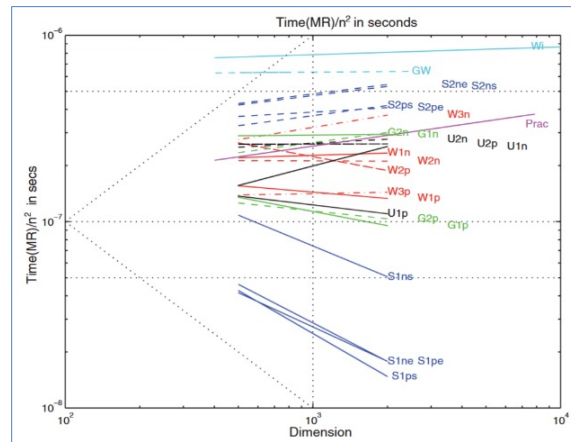 Time(MR)/n² in seconds
10⁻⁶
Wi
GW
S2ne S2ns
S2ps S2pe
W3n
Prac
G2n G1n
U2n U2p U1n
W1n W2n
W2p
W3p W1p
U1p
G2p G1p
10⁻⁷
S1ns
S1ne S1pe
S1ps
10⁻⁸
10² 10³ 10⁴
Dimension
Time(MR)/n² in secs